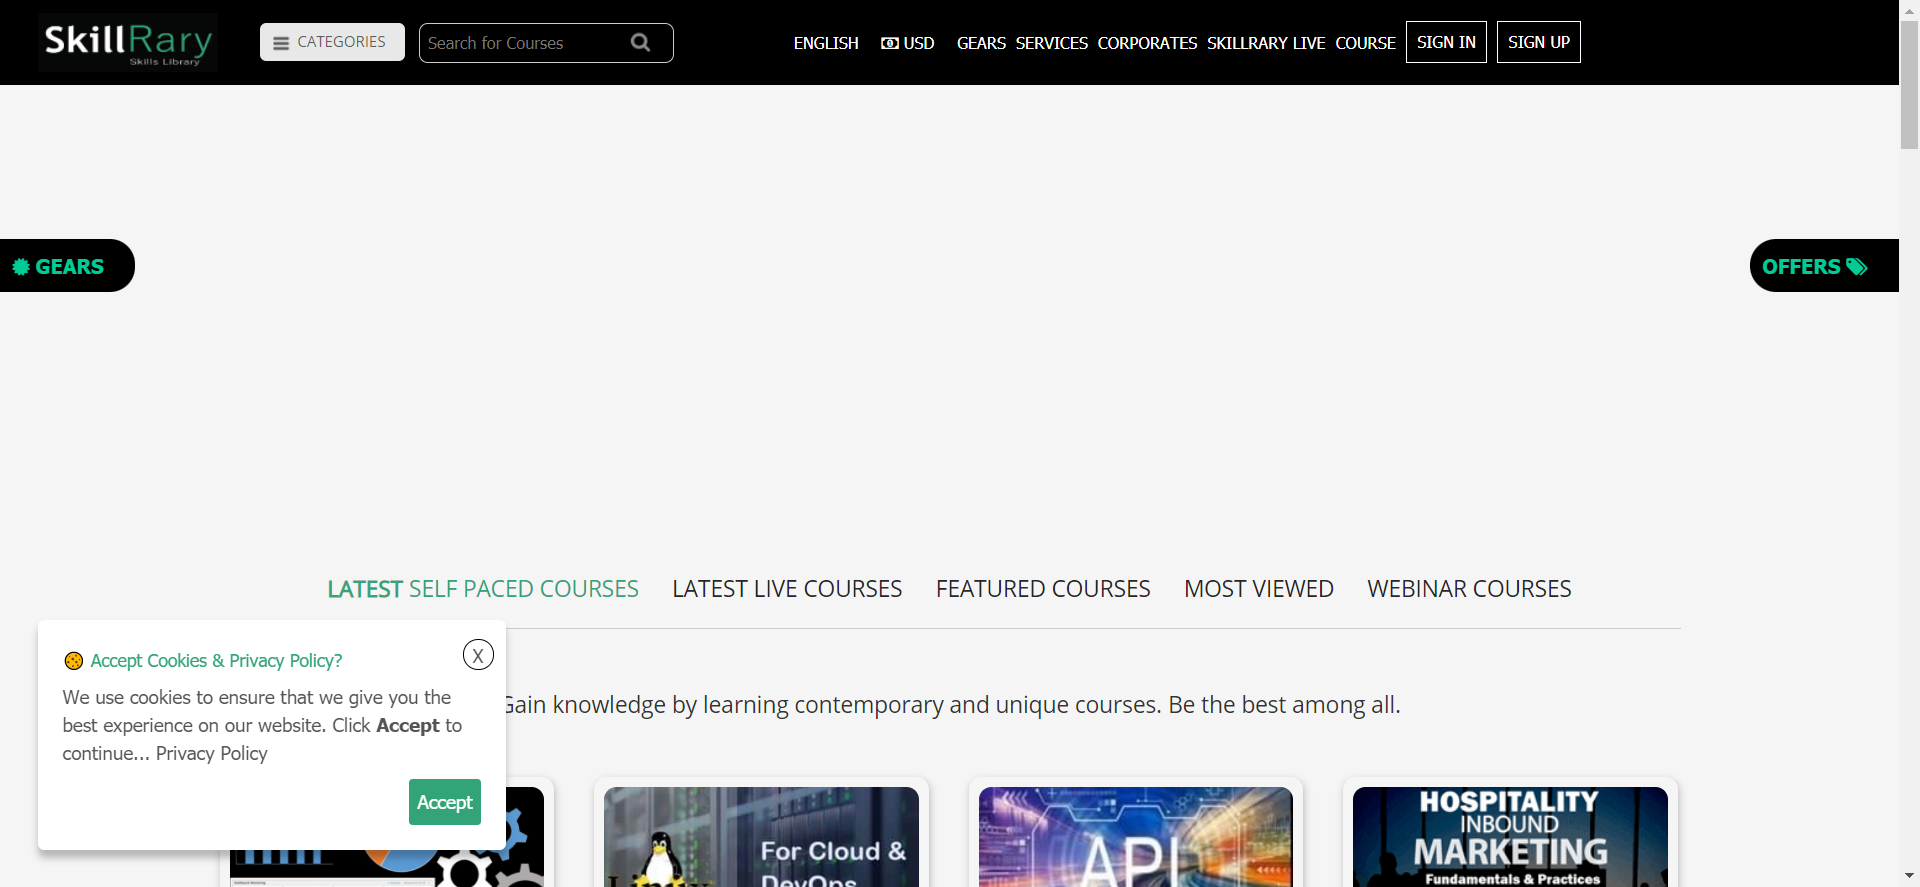 SkillRary
Skills Library
CATEGORIES
Search for Courses
ENGLISH
USD
GEARS
SERVICES
CORPORATES
SKILLRARY LIVE
COURSE
SIGN IN
SIGN UP
GEARS
OFFERS
LATEST SELF PACED COURSES
LATEST LIVE COURSES
FEATURED COURSES
MOST VIEWED
WEBINAR COURSES
Gain knowledge by learning contemporary and unique courses. Be the best among all.
Accept Cookies & Privacy Policy?
X
We use cookies to ensure that we give you the
best experience on our website. Click Accept to
continue... Privacy Policy
Accept
Linux
For Cloud &
DevOps
API
HOSPITALITY
INBOUND
MARKETING
Fundamentals & Practices